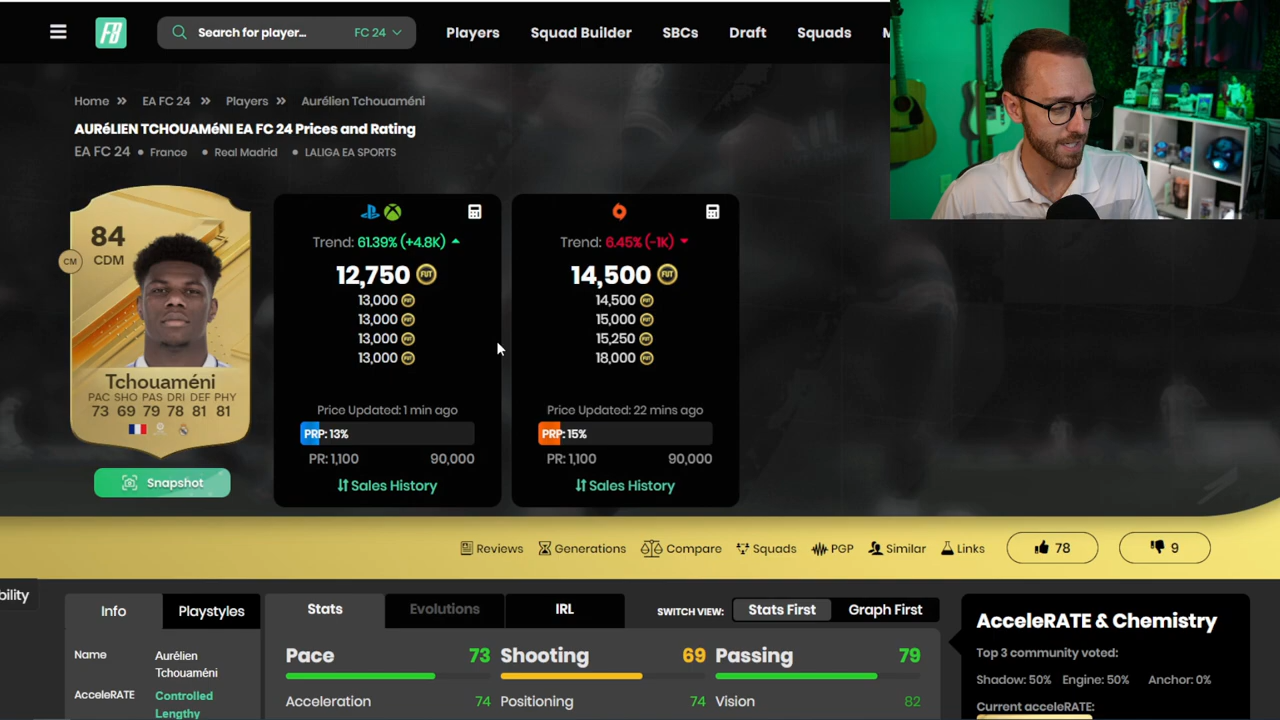 FB
Search for player...
FC 24
Players
Squad Builder
SBCs
Draft
Squads
Home » EA FC 24 » Players » Aurélien Tchouaméni
AURéLIEN TCHOUAMéNI EA FC 24 Prices and Rating
EA FC 24 • France • Real Madrid • LALIGA EA SPORTS
84
CDM
CM
Tchouaméni
PAC SHO PAS DRI DEF PHY
73 69 79 78 81 81
Snapshot
Trend: 61.39% (+4.8K)
12,750 FUT
13,000
13,000
13,000
13,000
Price Updated: 1 min ago
PRP: 13%
PR: 1,100 90,000
Sales History
Trend: 6.45% (-1K)
14,500 FUT
14,500
15,000
15,250
18,000
Price Updated: 22 mins ago
PRP: 15%
PR: 1,100 90,000
Sales History
Reviews
Generations
Compare
Squads
PGP
Similar
Links
78
9
bility
Info
Playstyles
Stats
Evolutions
IRL
SWITCH VIEW:
Stats First
Graph First
Name
Aurélien
Tchouaméni
AcceleRATE
Controlled
Lengthy
Pace 73
Acceleration 74
Shooting 69
Positioning 74
Passing 79
Vision 82
AcceleRATE & Chemistry
Top 3 community voted:
Shadow: 50% Engine: 50% Anchor: 0%
Current acceleRATE: